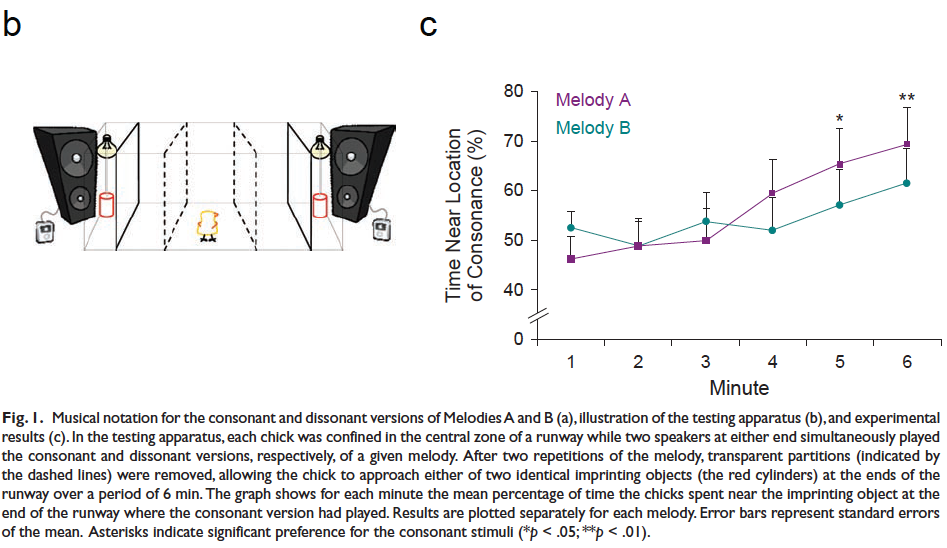 b
c
Melody A
Melody B
Time Near Location
of Consonance (%)
80
70
60
50
40
0
*
**
1 2 3 4 5 6
Minute
Fig. 1. Musical notation for the consonant and dissonant versions of Melodies A and B (a), illustration of the testing apparatus (b), and experimental
results (c). In the testing apparatus, each chick was confined in the central zone of a runway while two speakers at either end simultaneously played
the consonant and dissonant versions, respectively, of a given melody. After two repetitions of the melody, transparent partitions (indicated by
the dashed lines) were removed, allowing the chick to approach either of two identical imprinting objects (the red cylinders) at the ends of the
runway over a period of 6 min. The graph shows for each minute the mean percentage of time the chicks spent near the imprinting object at the
end of the runway where the consonant version had played. Results are plotted separately for each melody. Error bars represent standard errors
of the mean. Asterisks indicate significant preference for the consonant stimuli (*p < .05; **p < .01).